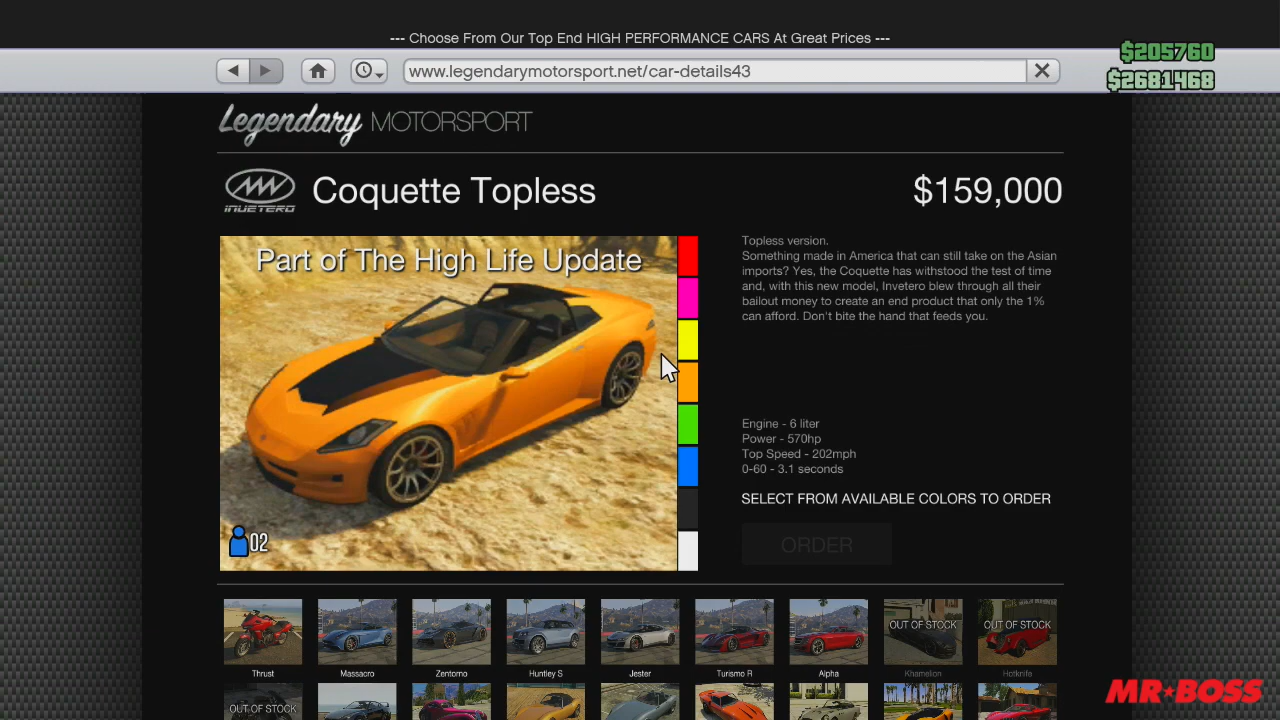 --- Choose From Our Top End HIGH PERFORMANCE CARS At Great Prices ---
$205760
www.legendarymotorsport.net/car-details43
$2681468
Legendary MOTORSPORT
INVETERO
Coquette Topless
$159,000
Part of The High Life Update
Topless version.
Something made in America that can still take on the Asian
imports? Yes, the Coquette has withstood the test of time
and, with this new model, Invetero blew through all their
bailout money to create an end product that only the 1%
can afford. Don't bite the hand that feeds you.
Engine - 6 liter
Power - 570hp
Top Speed - 202mph
0-60 - 3.1 seconds
SELECT FROM AVAILABLE COLORS TO ORDER
02
ORDER
OUT OF STOCK
OUT OF STOCK
Thrust
Massacro
Zentorno
Huntley S
Jester
Turismo R
Alpha
Khamelion
Hotknife
OUT OF STOCK
MR★BOSS